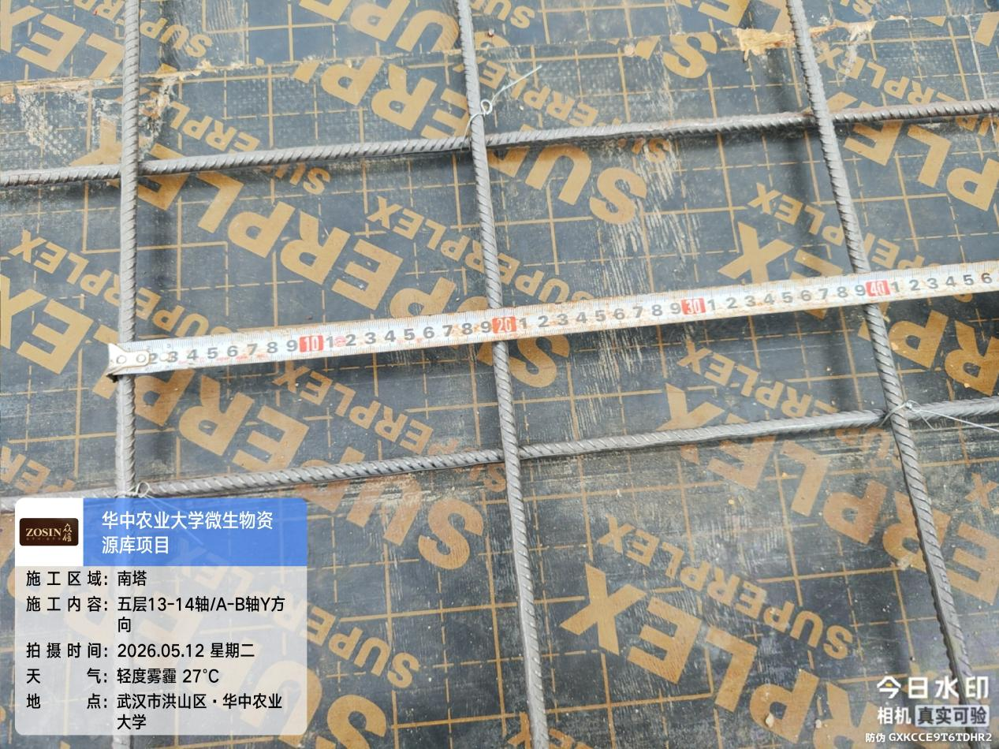 SUPERPLEX
SUPERPLEX
SUPERPLEX
SUPERPLEX
2 3 4 5 6 7 8 9 10 1 2 3 4 5 6 7 8 9 20 1 2 3 4 5 6 7 8 9 30 1 2 3 4 5 6 7 8 9 40 1 2 3 4 5 6
ZOSIN 众信
华中农业大学微生物资
源库项目
施工区域: 南塔
施工内容: 五层13-14轴/A-B轴Y方
向
拍摄时间: 2026.05.12 星期二
天气: 轻度雾霾 27°C
地点: 武汉市洪山区·华中农业
大学
今日水印
相机 真实可验
防伪 GXKCCE9T6TDHR2